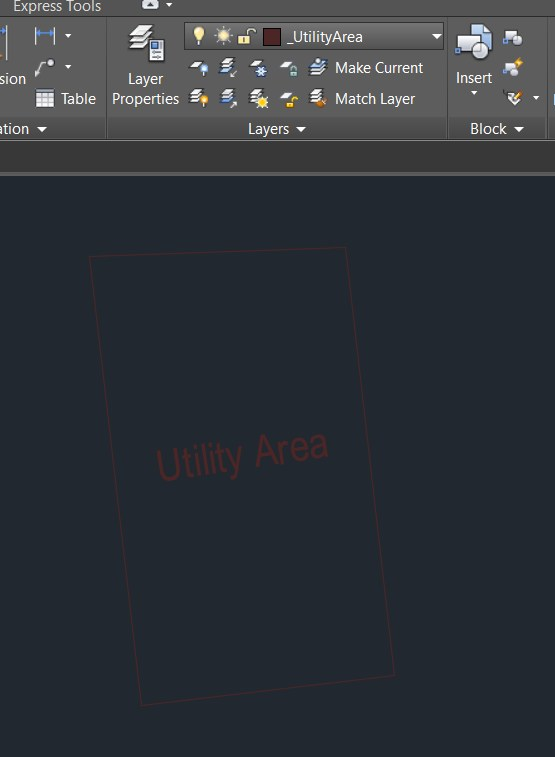 Express Tools
_UtilityArea
sion
Layer
Properties
Make Current
Insert
Table
Match Layer
ation
Layers
Block
Utility Area